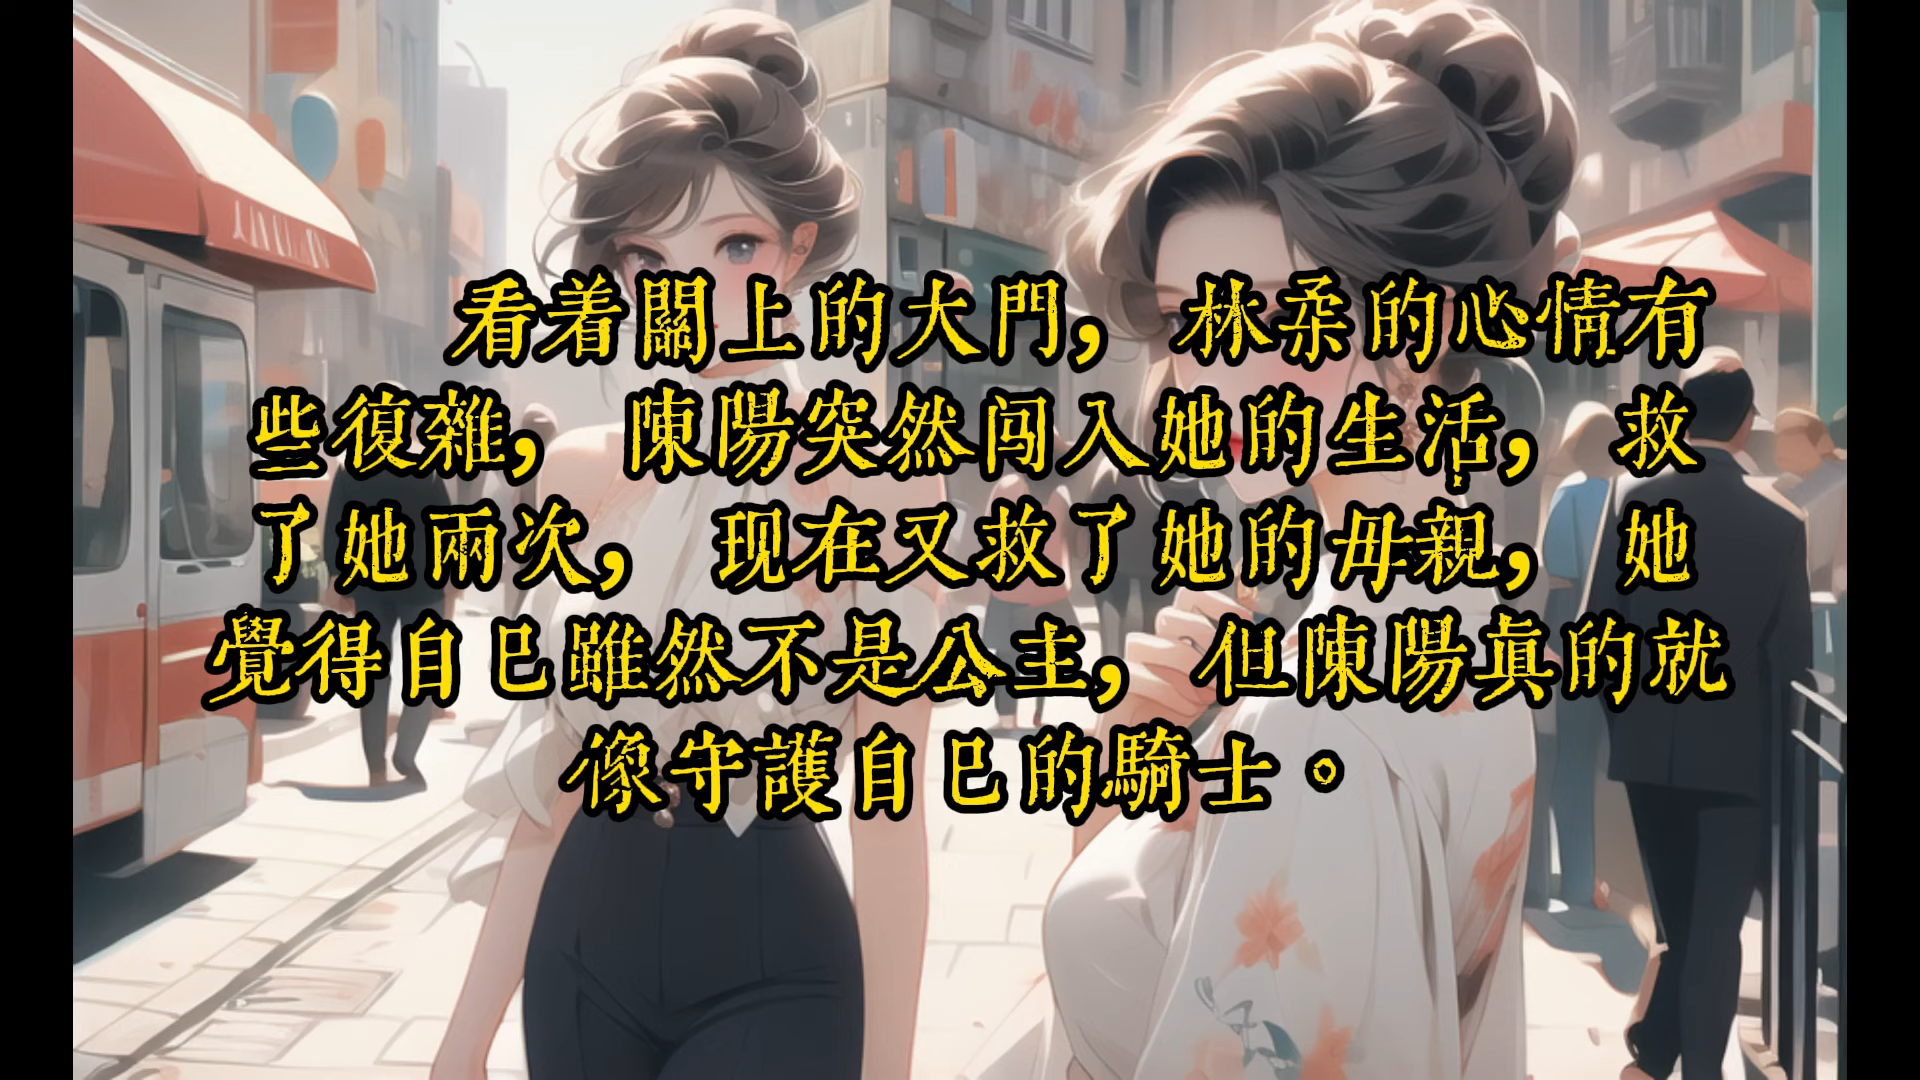 看着關上的大門，林柔的心情有
些復雜，陳陽突然闯入她的生活，救
了她兩次，现在又救了她的母親，她
覺得自已雖然不是公主，但陳陽眞的就
像守護自已的騎士。